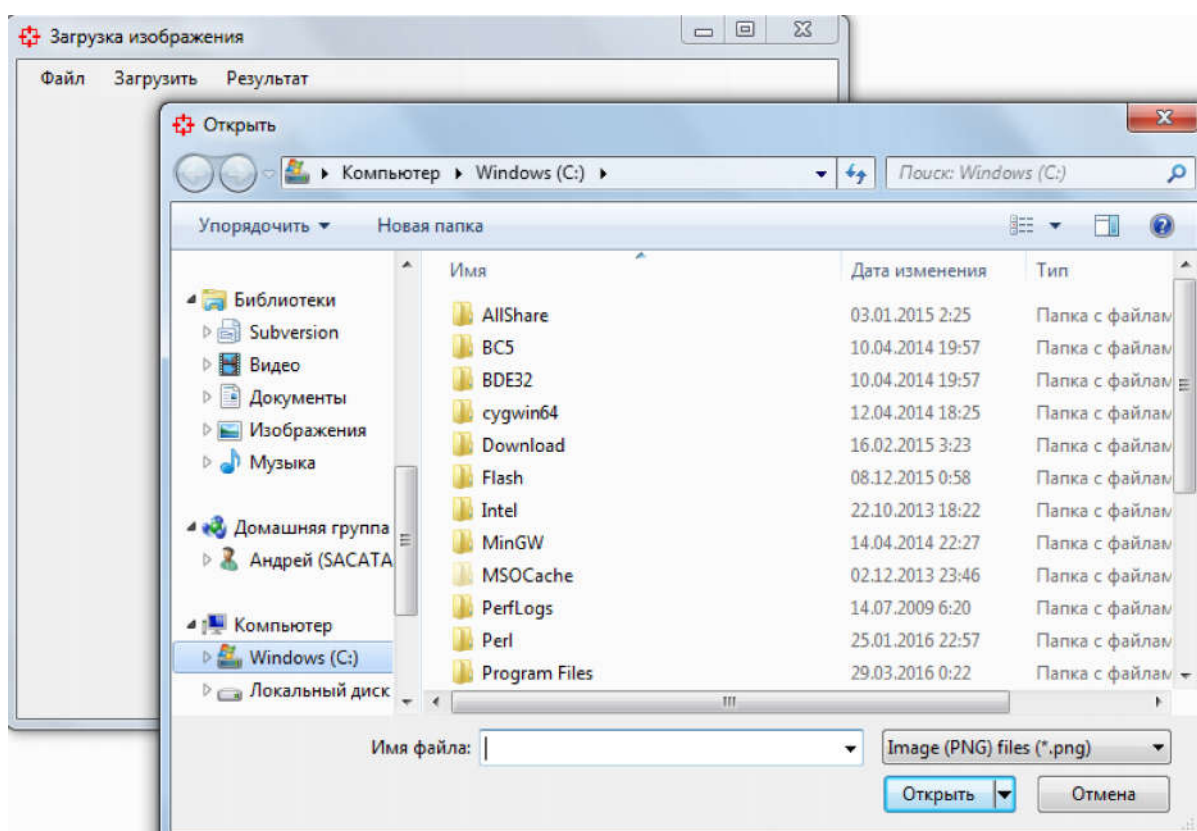 Загрузка изображения
Файл Загрузить Результат
Открыть
Компьютер Windows (C:)
Поиск: Windows (C:)
Упорядочить Новая папка
Имя Дата изменения Тип
Библиотеки
Subversion
Видео
Документы
Изображения
Музыка
Домашняя группа
Андрей (SACATA
Компьютер
Windows (C:)
Локальный диск
AllShare 03.01.2015 2:25 Папка с файлам
BC5 10.04.2014 19:57 Папка с файлам
BDE32 10.04.2014 19:57 Папка с файлам
cygwin64 12.04.2014 18:25 Папка с файлам
Download 16.02.2015 3:23 Папка с файлам
Flash 08.12.2015 0:58 Папка с файлам
Intel 22.10.2013 18:22 Папка с файлам
MinGW 14.04.2014 22:27 Папка с файлам
MSOCache 02.12.2013 23:46 Папка с файлам
PerfLogs 14.07.2009 6:20 Папка с файлам
Perl 25.01.2016 22:57 Папка с файлам
Program Files 29.03.2016 0:22 Папка с файлам
Имя файла: Image (PNG) files (*.png)
Открыть Отмена